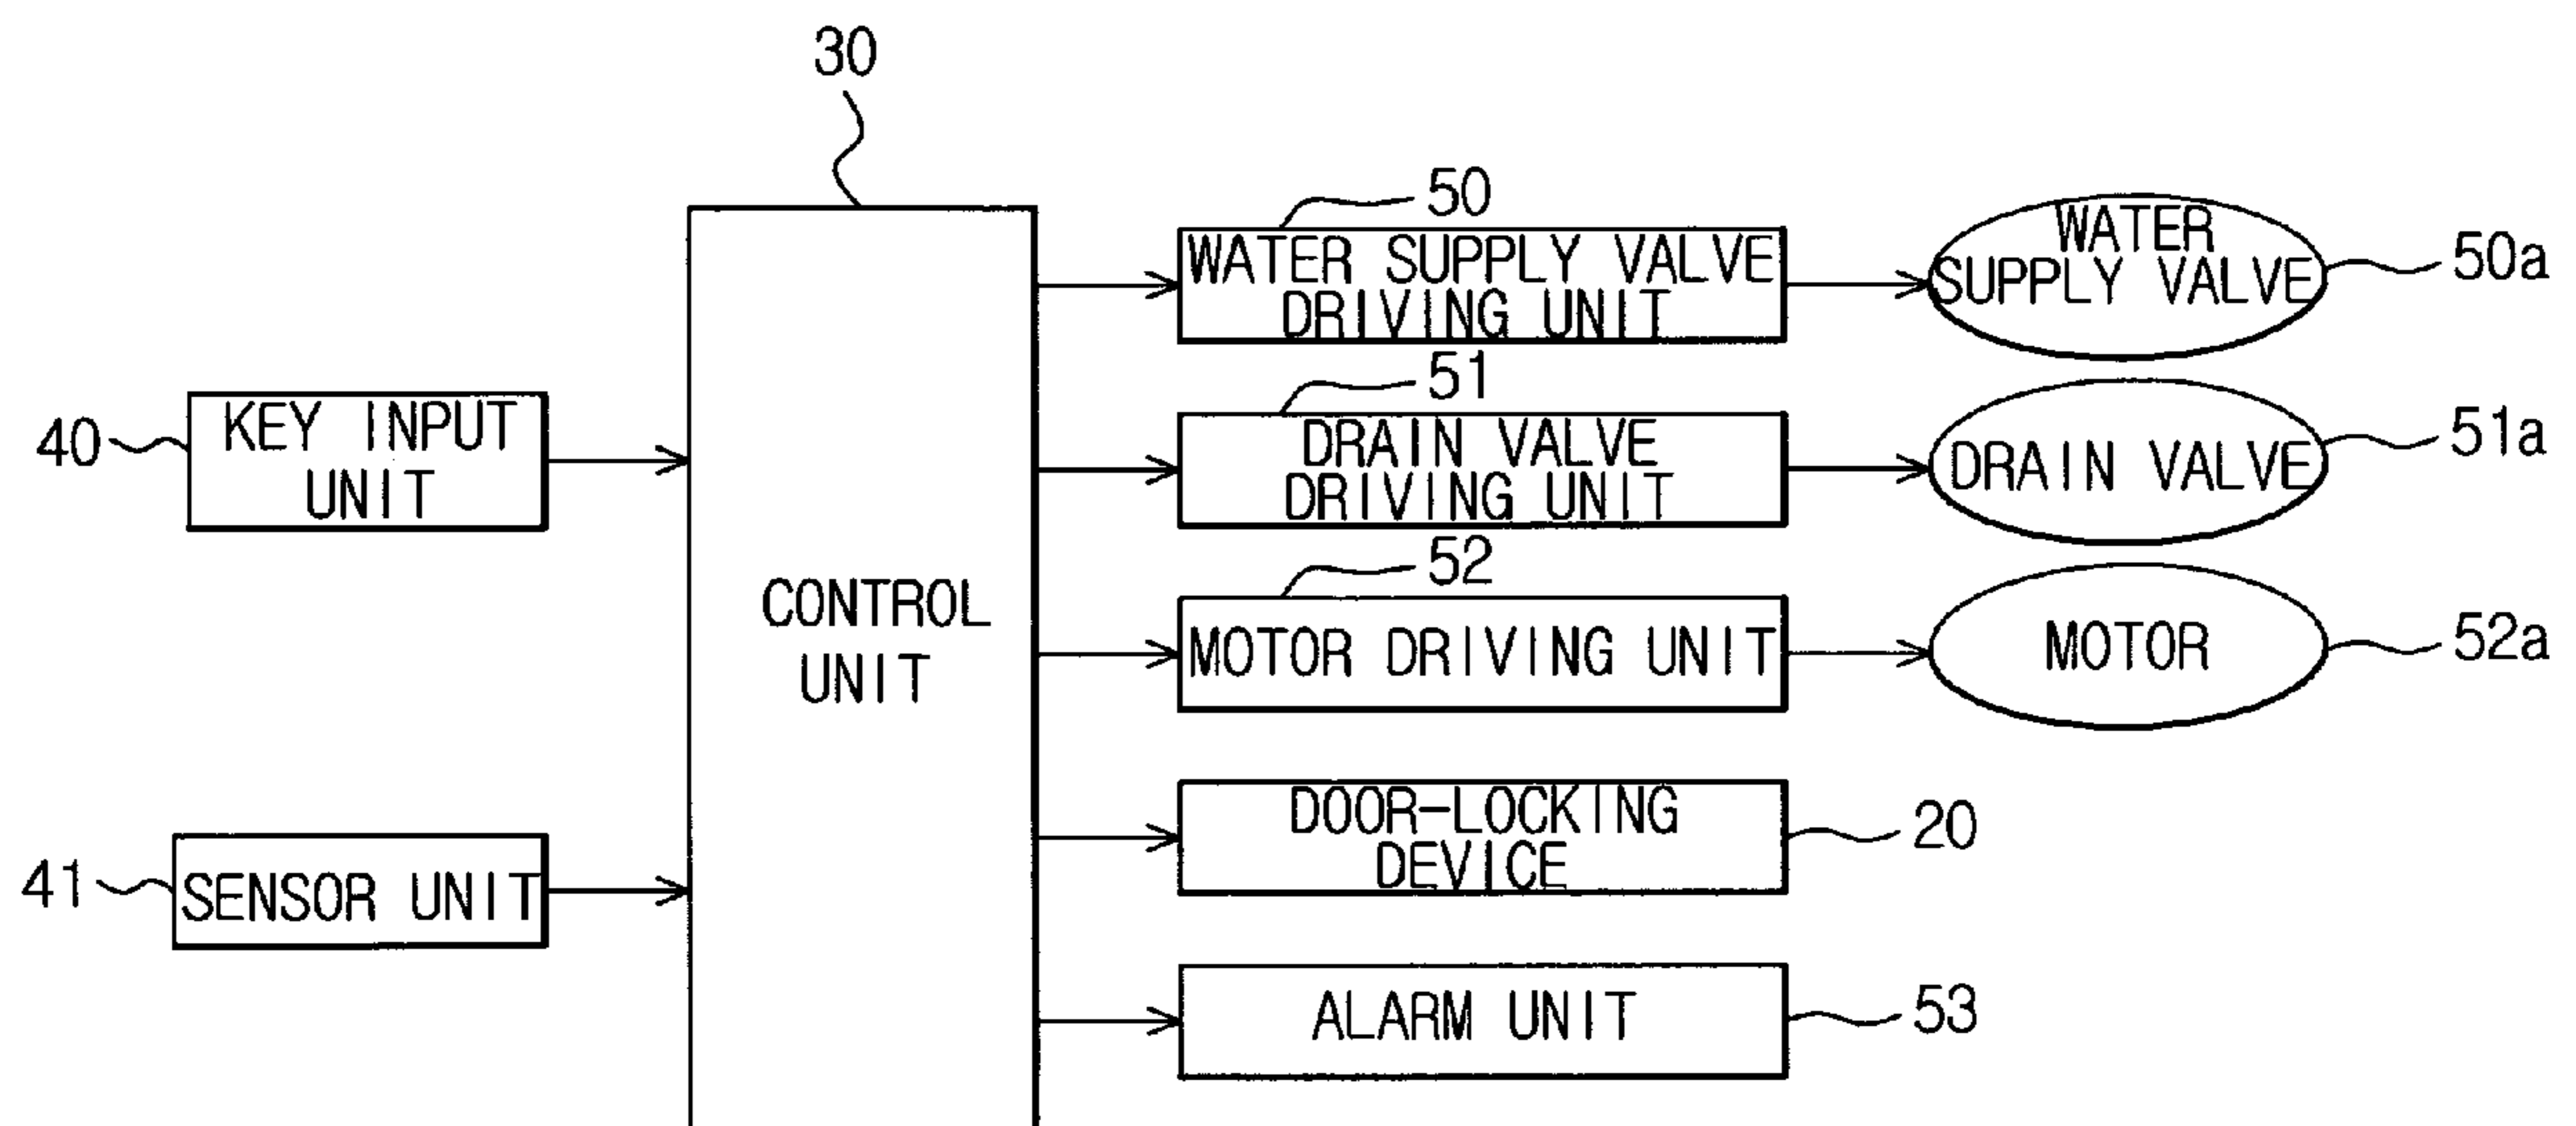 30
50
WATER SUPPLY VALVE
DRIVING UNIT
WATER
SUPPLY VALVE
50a
40
KEY INPUT
UNIT
51
DRAIN VALVE
DRIVING UNIT
DRAIN VALVE
51a
CONTROL
UNIT
52
MOTOR DRIVING UNIT
MOTOR
52a
DOOR-LOCKING
DEVICE
20
41
SENSOR UNIT
ALARM UNIT
53